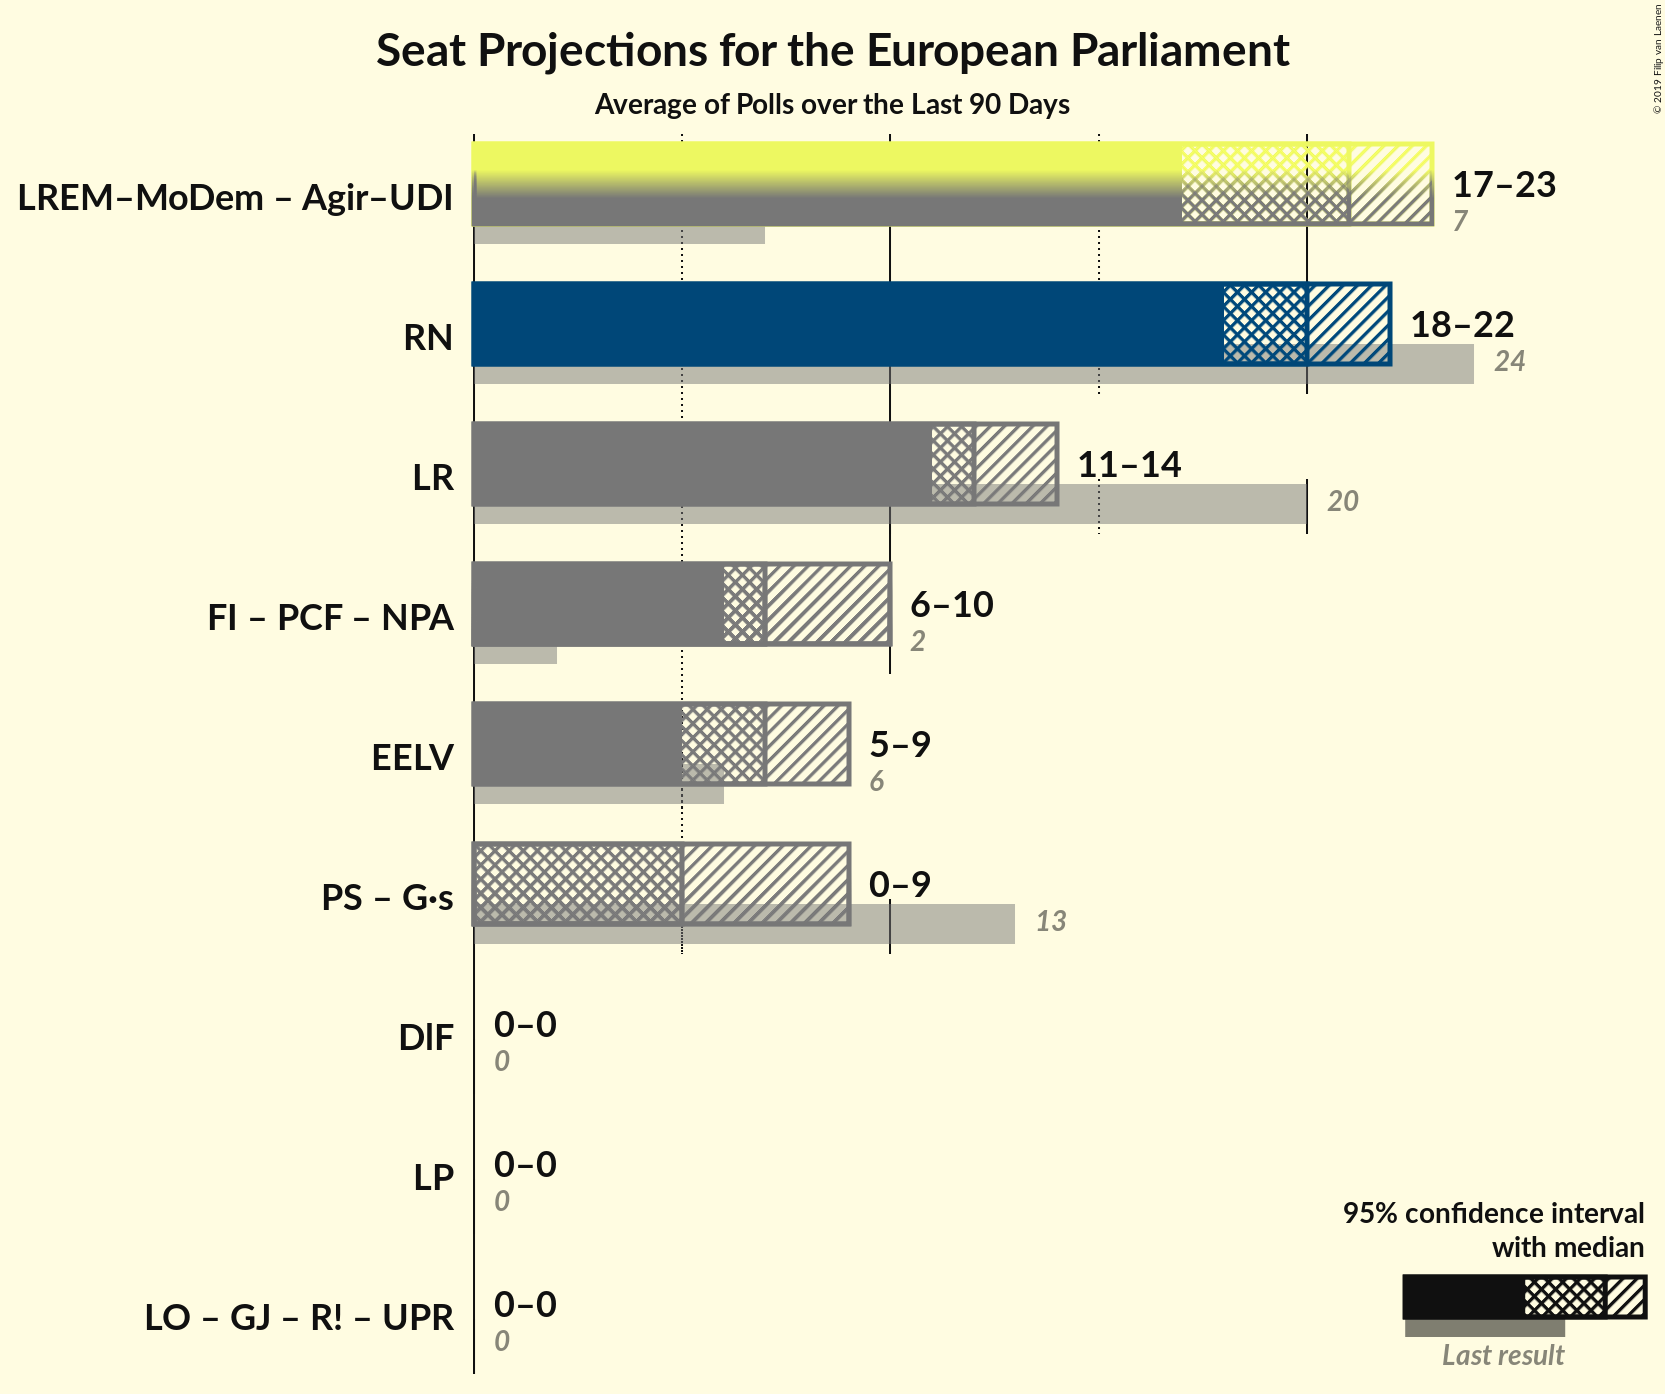 Seat Projections for the European Parliament
Average of Polls over the Last 90 Days
© 2019 Filip van Laenen
LREM–MoDem – Agir–UDI
17–23
7
RN
18–22
24
LR
11–14
20
FI – PCF – NPA
6–10
2
EELV
5–9
6
PS – G·s
0–9
13
DlF
0–0
0
LP
0–0
0
LO – GJ – R! – UPR
0–0
0
95% confidence interval
with median
Last result